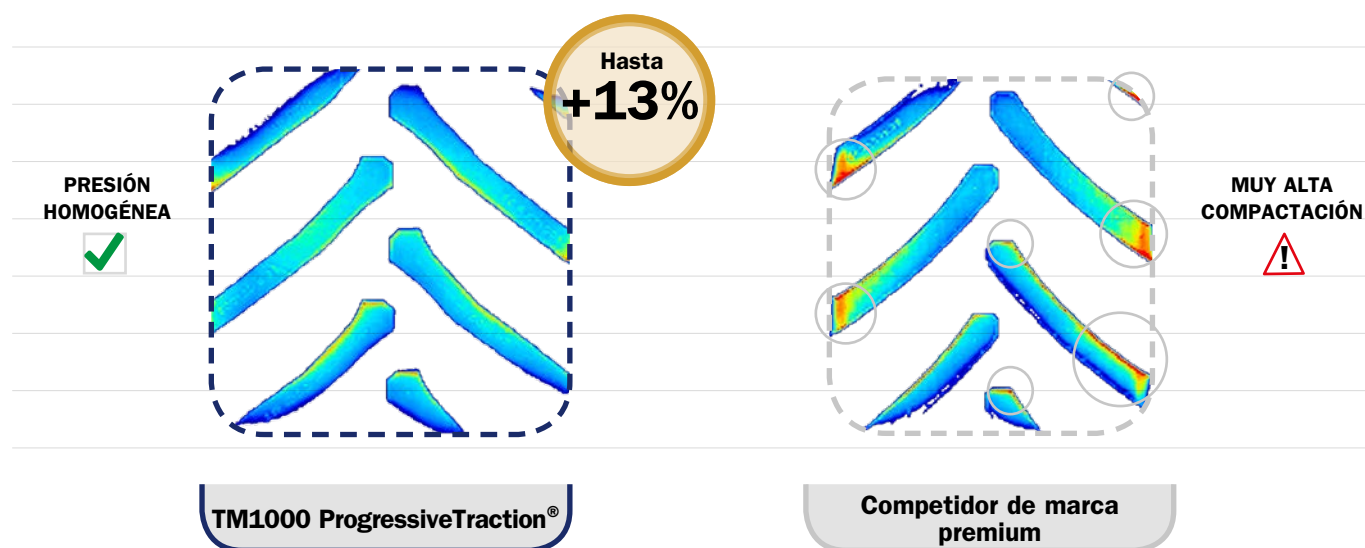 Hasta
+13%
PRESIÓN
HOMOGÉNEA
MUY ALTA
COMPACTACIÓN
!
TM1000 ProgressiveTraction®
Competidor de marca
premium